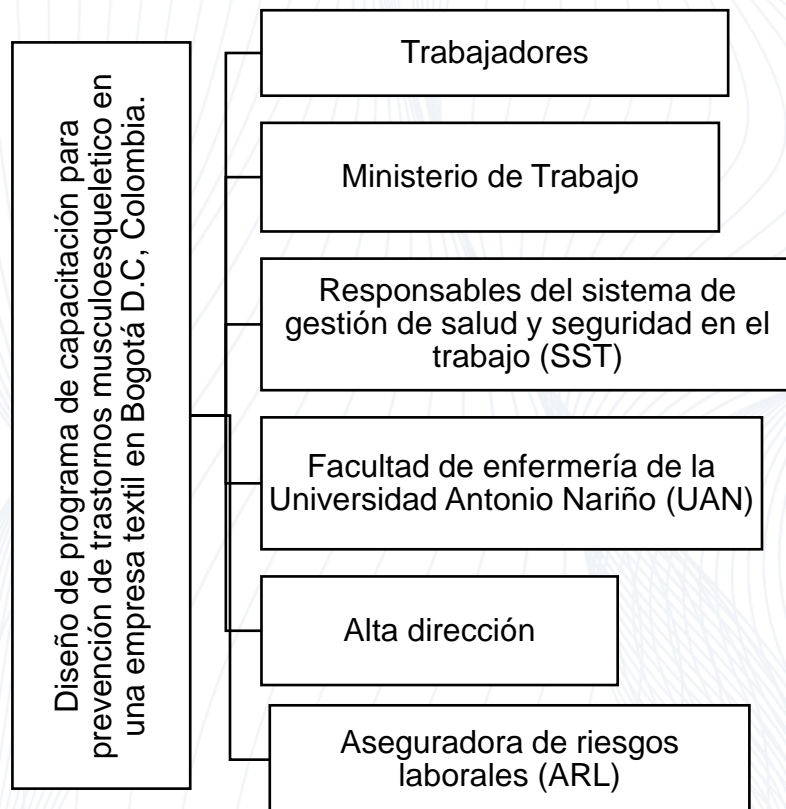 Diseño de programa de capacitación para
prevención de trastornos musculoesqueletico en
una empresa textil en Bogotá D.C, Colombia.
Trabajadores
Ministerio de Trabajo
Responsables del sistema de
gestión de salud y seguridad en el
trabajo (SST)
Facultad de enfermería de la
Universidad Antonio Nariño (UAN)
Alta dirección
Aseguradora de riesgos
laborales (ARL)